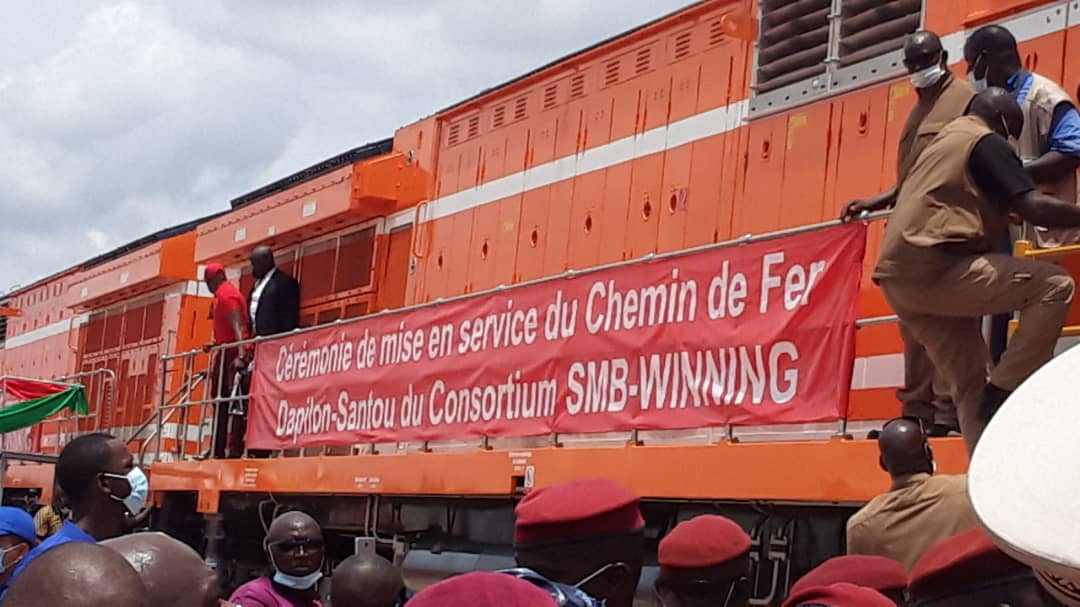 Cérémonie de mise en service du Chemin de Fer
Dapilon-Santou du Consortium SMB-WINNING